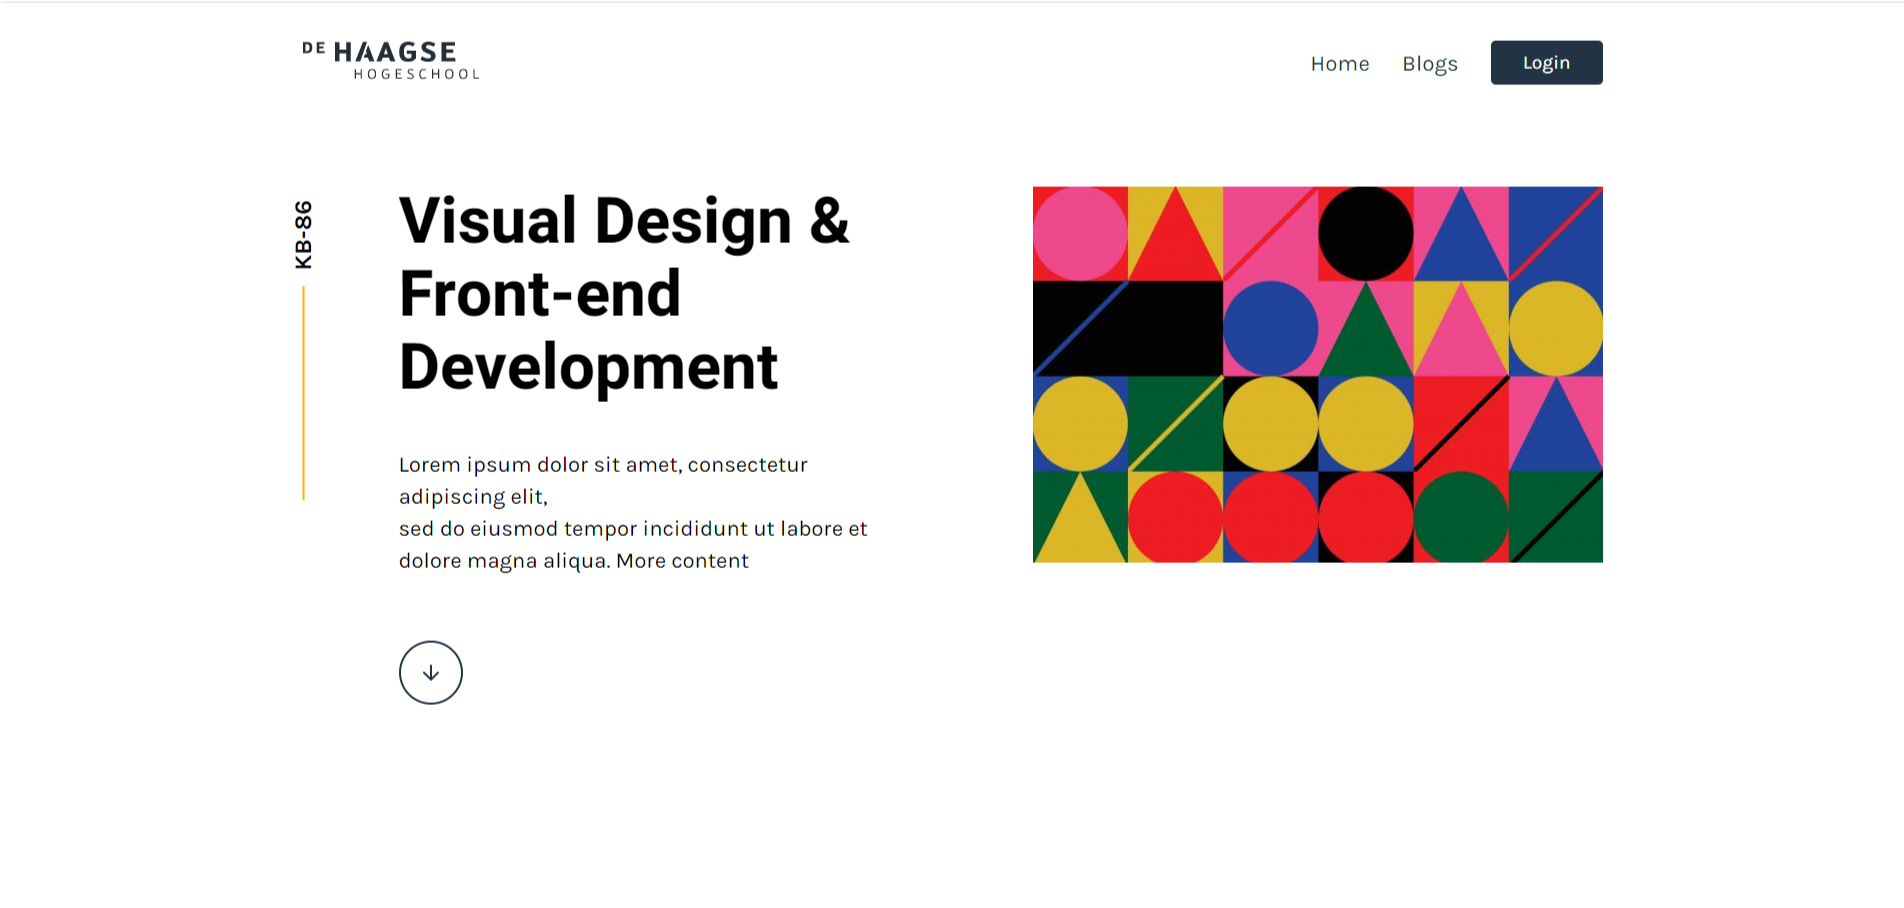 DE HAAGSE
HOGESCHOOL
Home
Blogs
Login
KB-86
Visual Design &
Front-end
Development
Lorem ipsum dolor sit amet, consectetur
adipiscing elit,
sed do eiusmod tempor incididunt ut labore et
dolore magna aliqua. More content